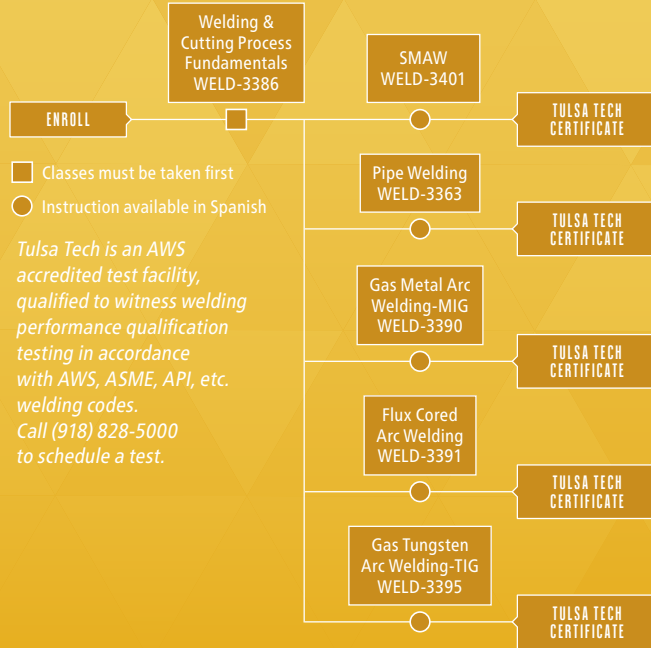 Welding &
Cutting Process
Fundamentals
WELD-3386
SMAW
WELD-3401
ENROLL
TULSA TECH
CERTIFICATE
Classes must be taken first
Instruction available in Spanish
Pipe Welding
WELD-3363
TULSA TECH
CERTIFICATE
Tulsa Tech is an AWS
accredited test facility,
qualified to witness welding
performance qualification
testing in accordance
with AWS, ASME, API, etc.
welding codes.
Call (918) 828-5000
to schedule a test.
Gas Metal Arc
Welding-MIG
WELD-3390
TULSA TECH
CERTIFICATE
Flux Cored
Arc Welding
WELD-3391
TULSA TECH
CERTIFICATE
Gas Tungsten
Arc Welding-TIG
WELD-3395
TULSA TECH
CERTIFICATE